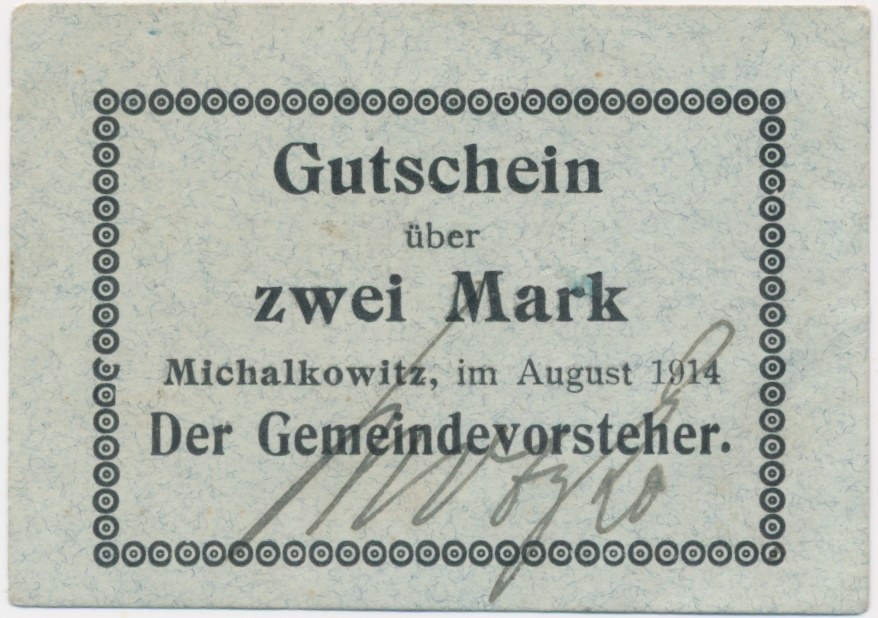 Gutschein
über
zwei Mark
Michalkowitz, im August 1914
Der Gemeindevorsteher.